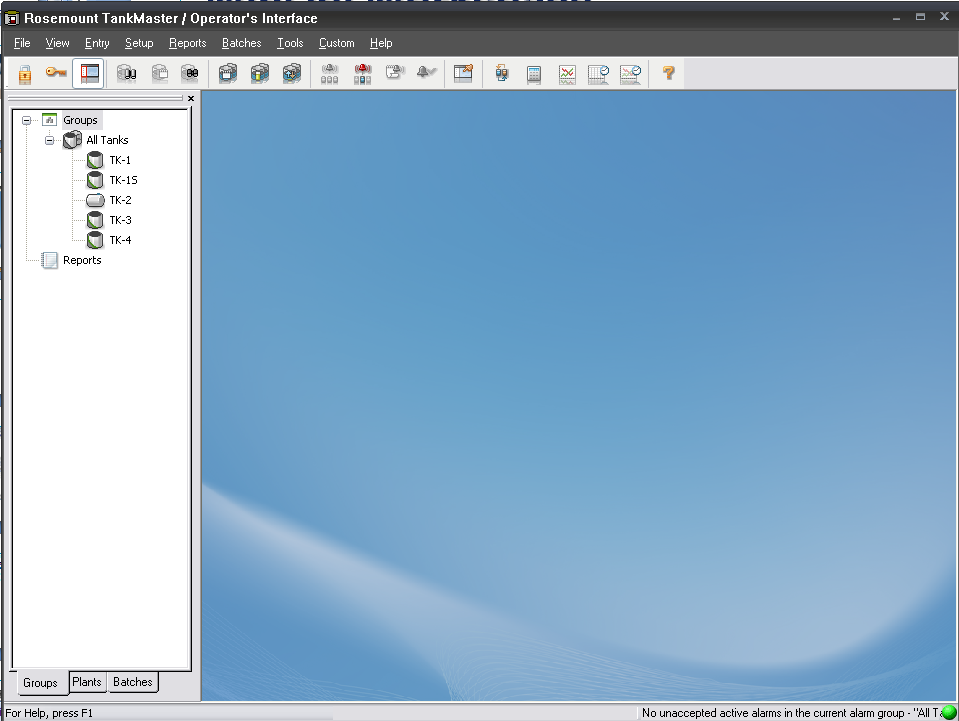 Rosemount TankMaster / Operator's Interface
File View Entry Setup Reports Batches Tools Custom Help
Groups
All Tanks
TK-1
TK-1S
TK-2
TK-3
TK-4
Reports
Groups Plants Batches
For Help, press F1 No unaccepted active alarms in the current alarm group - "All